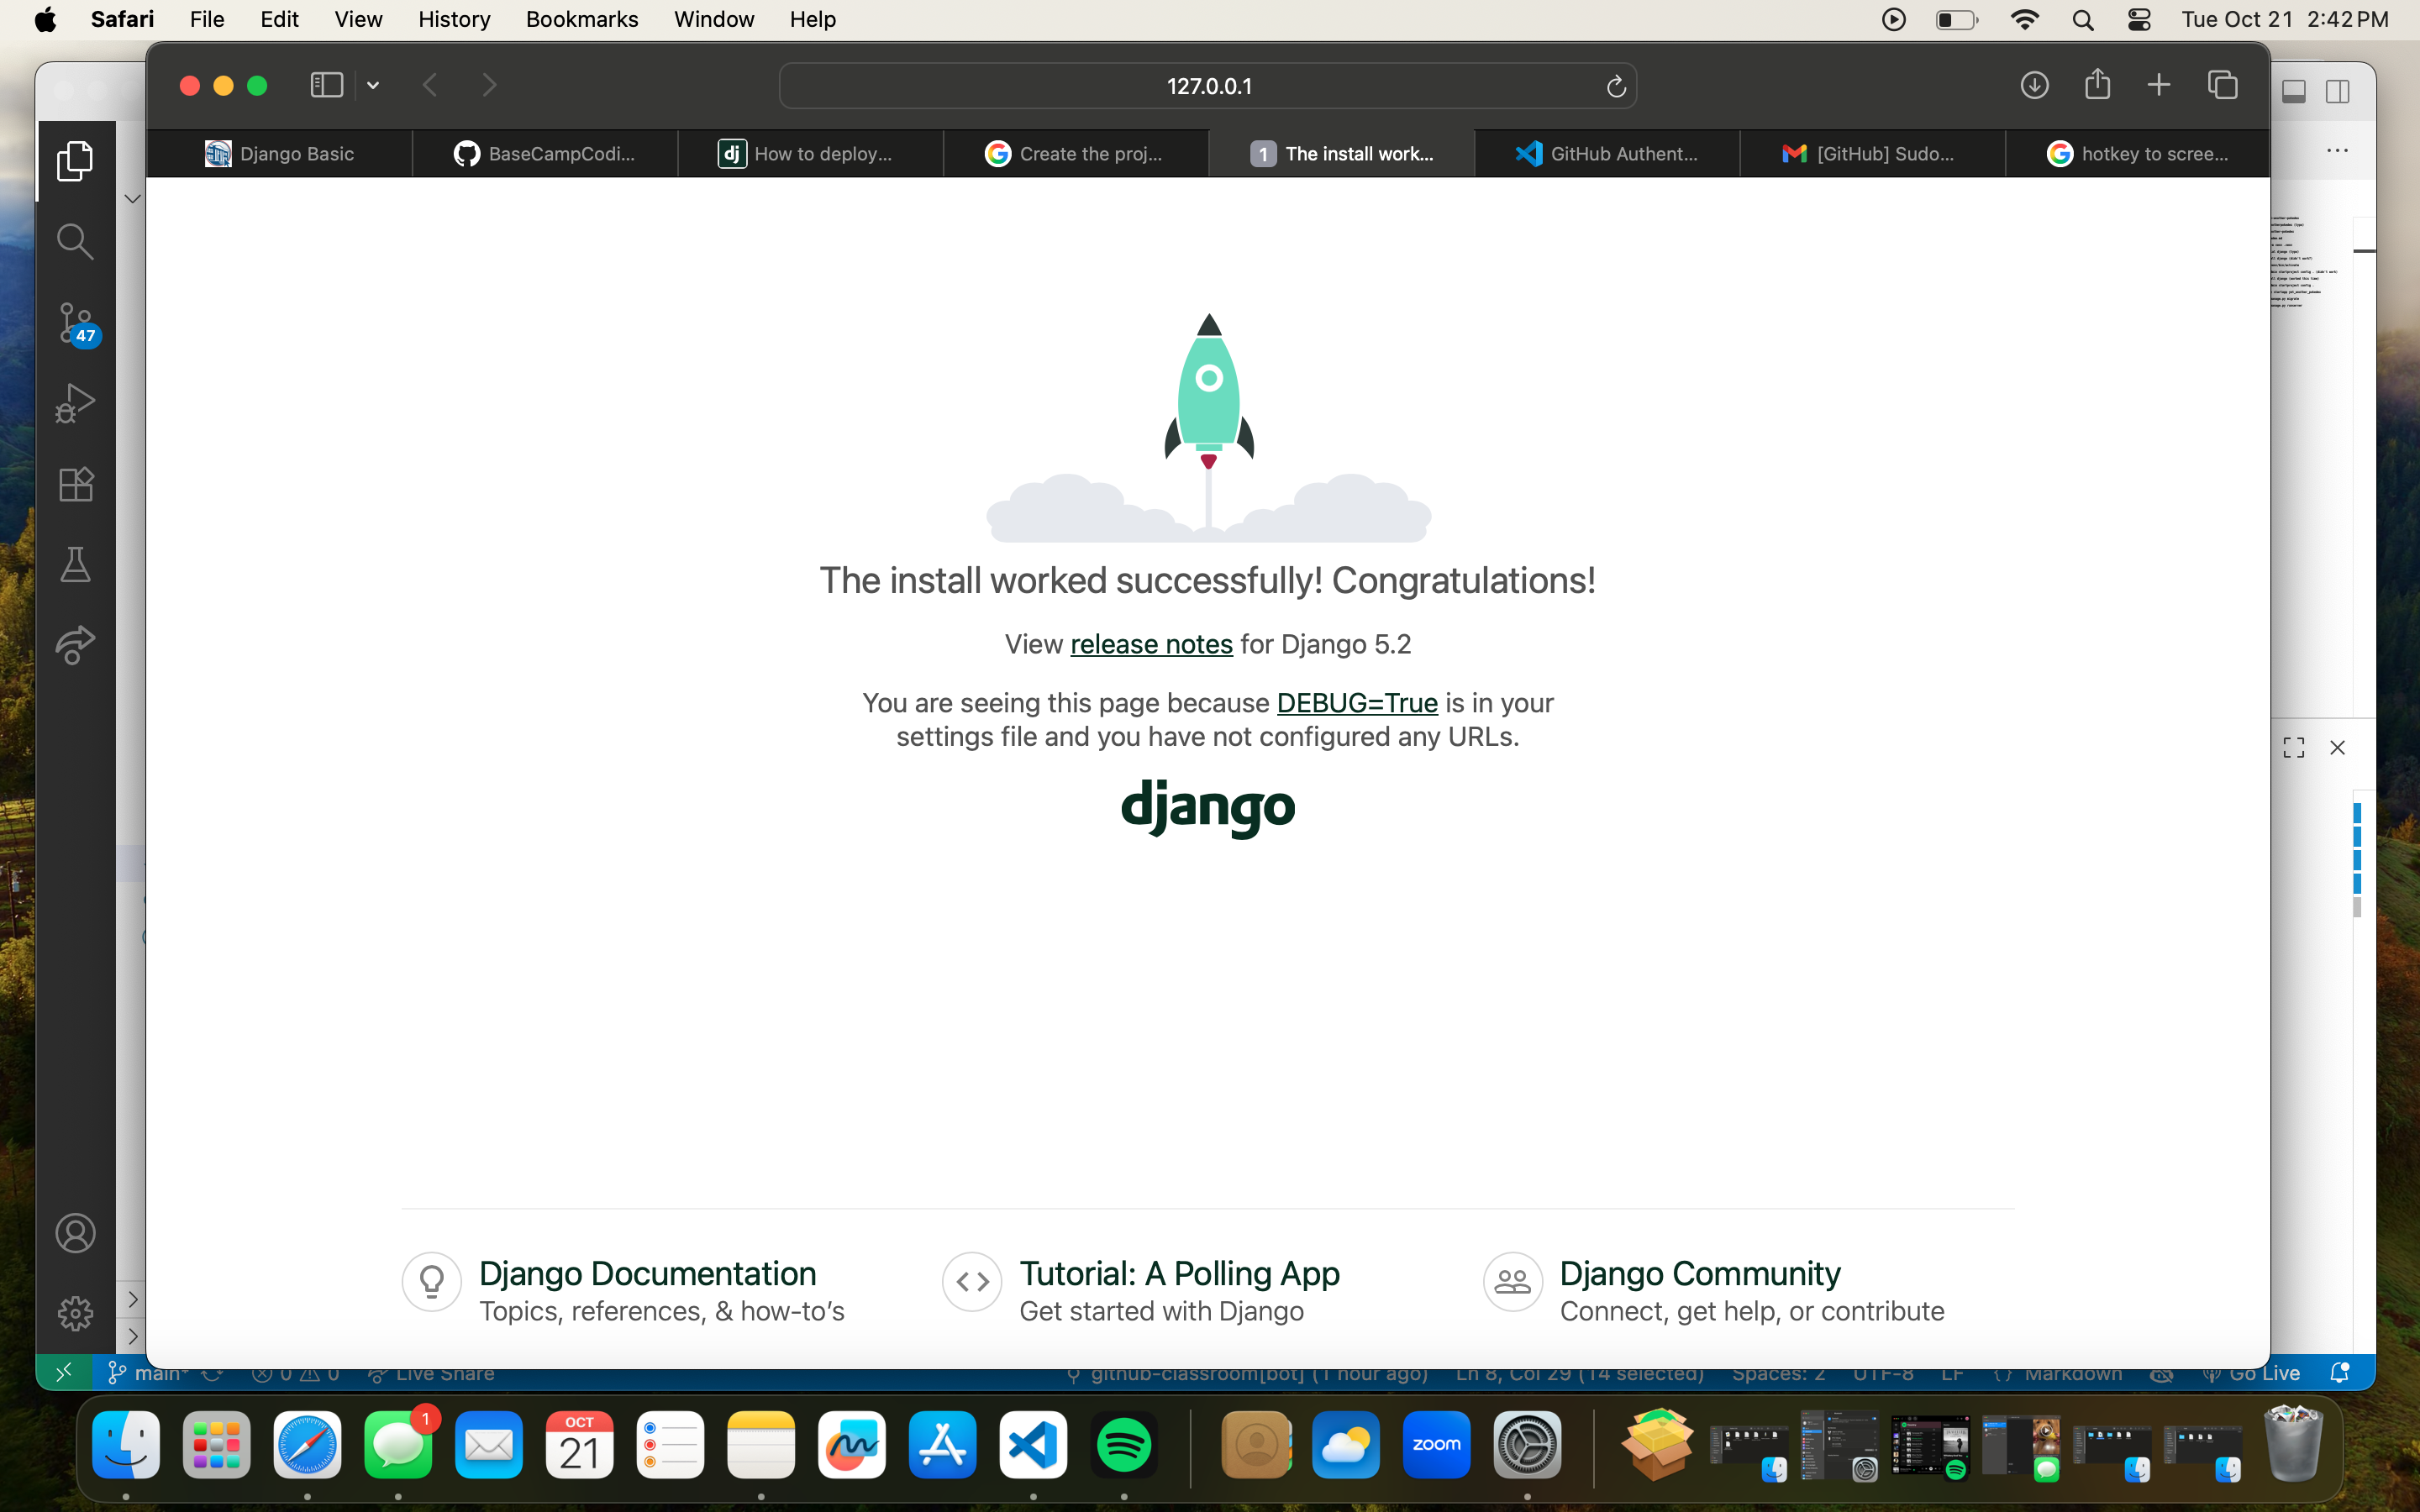 Safari File Edit View History Bookmarks Window Help Tue Oct 21 2:42 PM
127.0.0.1
Django Basic BaseCampCodi... dj How to deploy... Create the proj... 1 The install work... GitHub Authent... [GitHub] Sudo... hotkey to scree...
47
The install worked successfully! Congratulations!
View release notes for Django 5.2
You are seeing this page because DEBUG=True is in your
settings file and you have not configured any URLs.
django
Django Documentation
Topics, references, & how-to’s
Tutorial: A Polling App
Get started with Django
Django Community
Connect, get help, or contribute
main* 0 0 Live Share github-classroom[bot] (1 hour ago) Ln 8, Col 29 (14 selected) Spaces: 2 UTF-8 LF {} Markdown Go Live
1
OCT
21
zoom